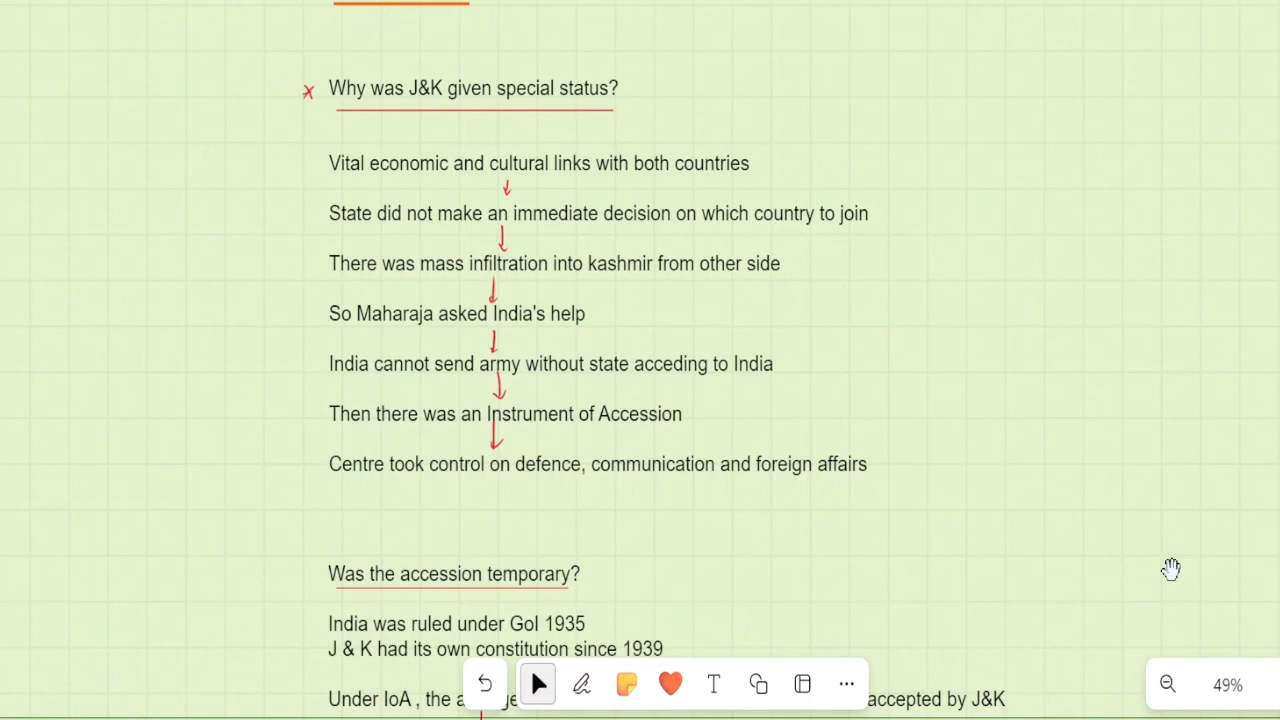 x Why was J&K given special status?
Vital economic and cultural links with both countries
State did not make an immediate decision on which country to join
There was mass infiltration into kashmir from other side
So Maharaja asked India's help
India cannot send army without state acceding to India
Then there was an Instrument of Accession
Centre took control on defence, communication and foreign affairs
Was the accession temporary?
India was ruled under GoI 1935
J & K had its own constitution since 1939
Under IoA , the accepted by J&K
T
49%